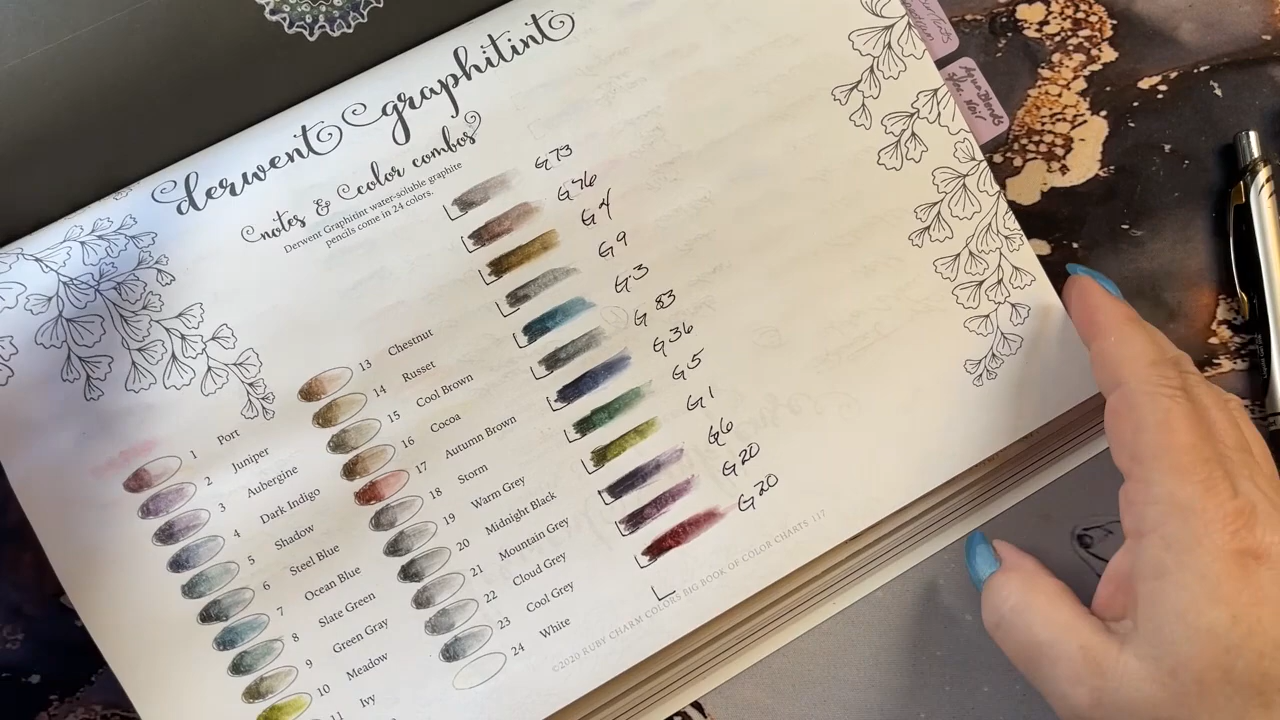 derwent graphitint
notes & color combos
Derwent Graphitint water-soluble graphite
pencils come in 24 colors.
1 Port
2 Juniper
3 Aubergine
4 Dark Indigo
5 Shadow
6 Steel Blue
7 Ocean Blue
8 Slate Green
9 Green Gray
10 Meadow
11 Ivy
13 Chestnut
14 Russet
15 Cool Brown
16 Cocoa
17 Autumn Brown
18 Storm
19 Warm Grey
20 Midnight Black
21 Mountain Grey
22 Cloud Grey
23 Cool Grey
24 White
G73
G4
G9
G3
G83
G36
G5
G1
G6
G20
G20
©2020 RUBY CHARM COLORS BIG BOOK OF COLOR CHARTS 117
AquaBlends
Noir